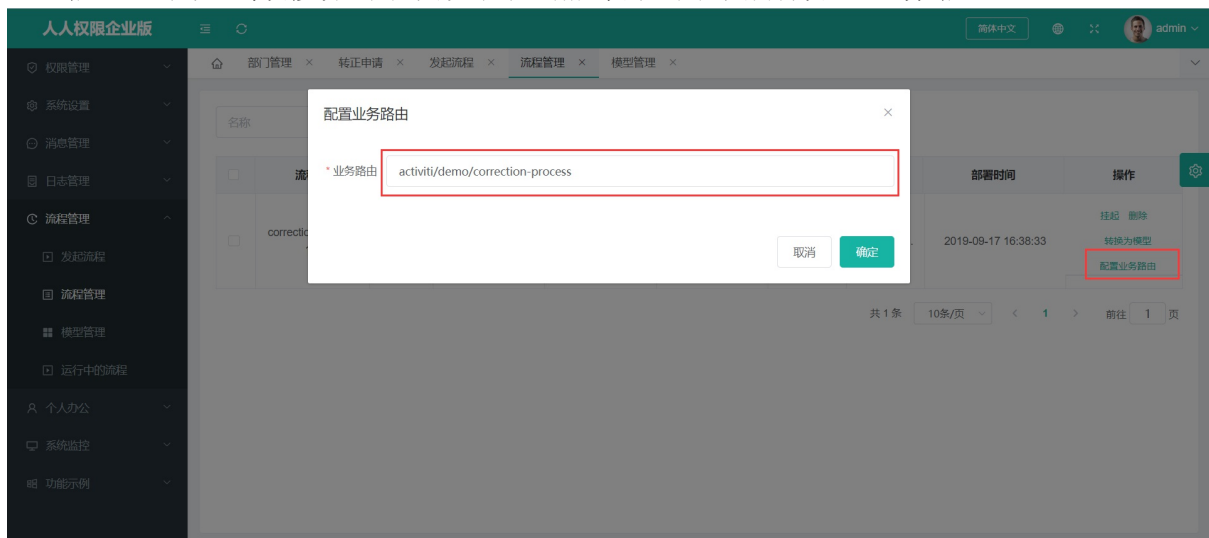 人人权限企业版
简体中文
admin
权限管理
系统设置
消息管理
日志管理
流程管理
发起流程
流程管理
模型管理
运行中的流程
个人办公
系统监控
功能示例
部门管理 × 转正申请 × 发起流程 × 流程管理 × 模型管理 ×
名称
配置业务路由 ×
* 业务路由 activiti/demo/correction-process
取消 确定
部署时间 操作
2019-09-17 16:38:33
挂起 删除
转换为模型
配置业务路由
共 1 条 10条/页 < 1 > 前往 1 页